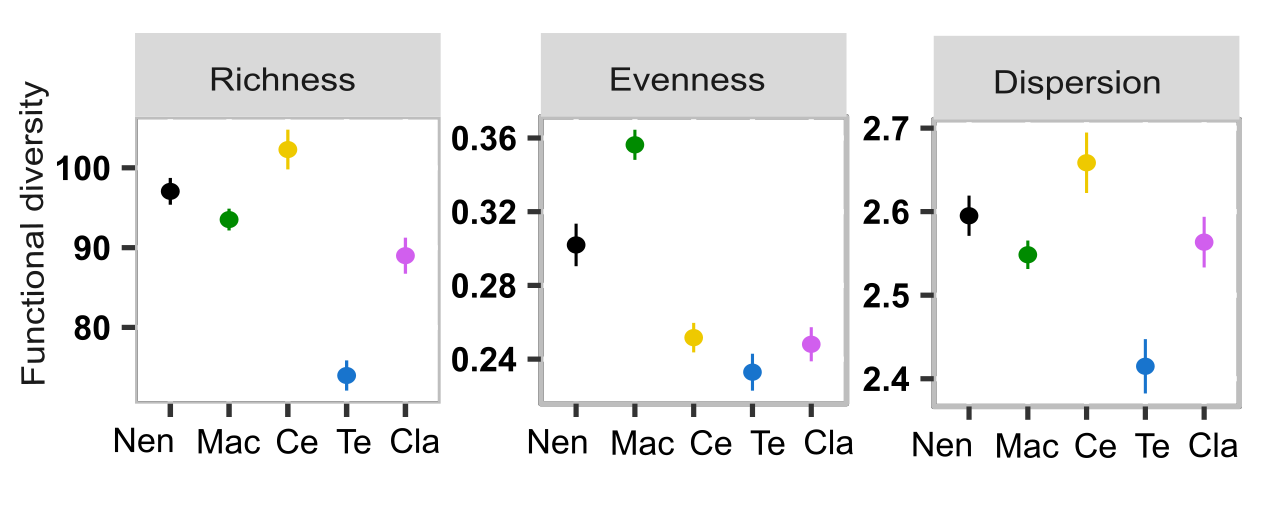 Richness
Evenness
Dispersion
Functional diversity
100
90
80
Nen Mac Ce Te Cla
0.36
0.32
0.28
0.24
Nen Mac Ce Te Cla
2.7
2.6
2.5
2.4
Nen Mac Ce Te Cla